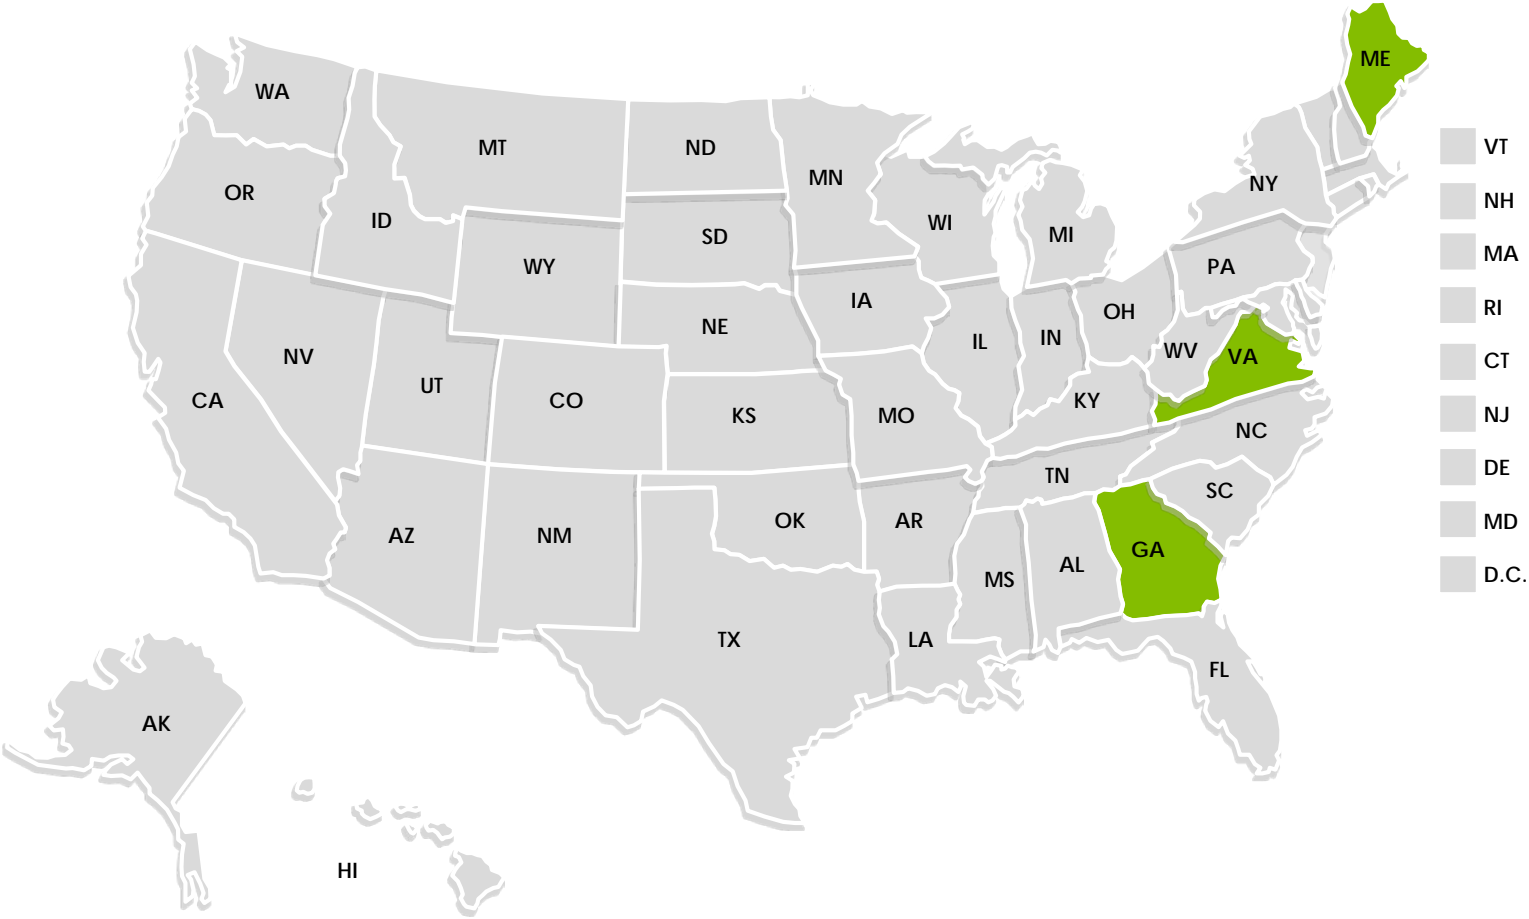 ME
WA
MT
ND
VT
MN
OR
NY
NH
ID
WI
SD
MI
MA
WY
PA
IA
RI
OH
NE
IN
IL
WV
NV
VA
CT
UT
CA
CO
KY
NJ
KS
MO
NC
DE
TN
SC
OK
AR
MD
AZ
NM
GA
AL
D.C.
MS
TX
LA
FL
AK
HI